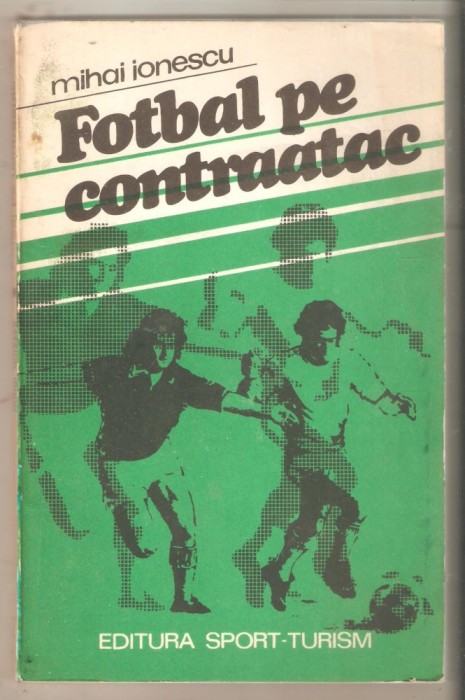 mihai ionescu
Fotbal pe
contraatac
EDITURA SPORT-TURISM